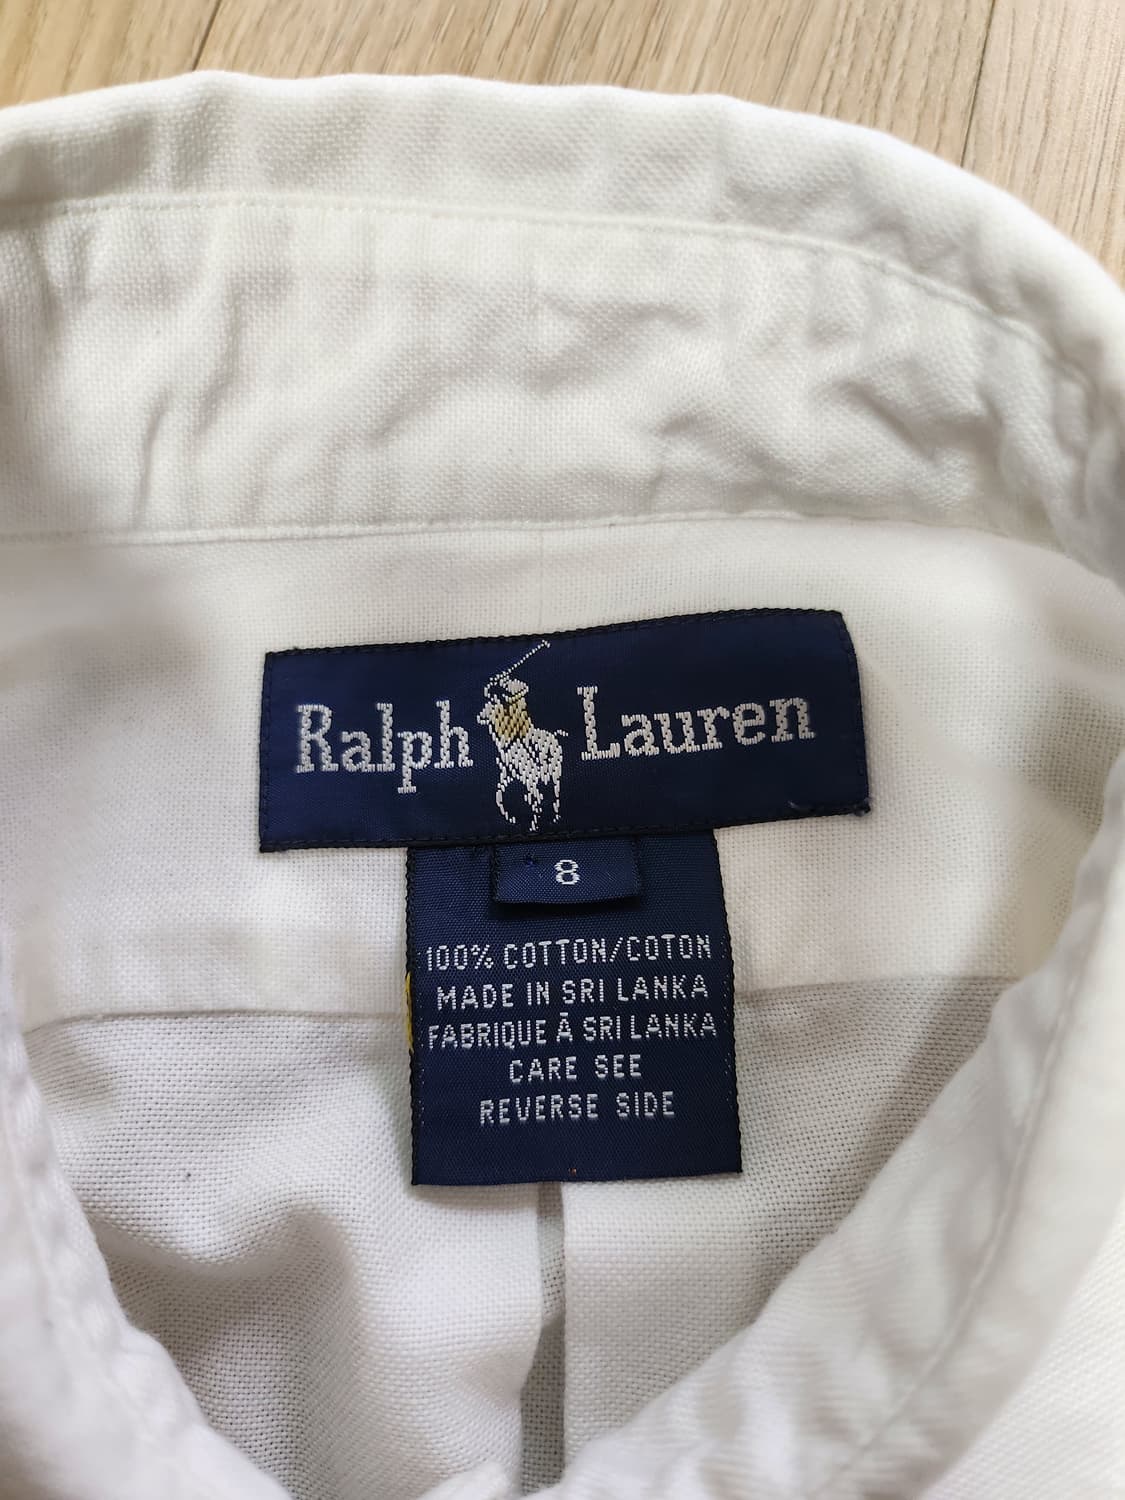 Ralph Lauren
8
100% COTTON/COTON
MADE IN SRI LANKA
FABRIQUE À SRI LANKA
CARE SEE
REVERSE SIDE